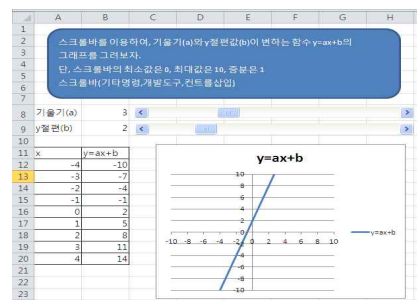 A B C D E F G H
1
2 스크롤바를 이용하여, 기울기(a)와 y절편값(b)이 변하는 함수 y=ax+b의
3 그래프를 그려보자.
4 단, 스크롤바의 최소값은 0, 최대값은 10, 증분은 1
5 스크롤바(기타명령,개발도구,컨트롤삽입)
6
7
8 기울기(a) 3
9 y절편(b) 2
10
11 x y=ax+b
12 -4 -10
13 -3 -7
14 -2 -4
15 -1 -1
16 0 2
17 1 5
18 2 8
19 3 11
20 4 14
21
22
23
y=ax+b
10
8
6
4
2
0
-10 -8 -6 -4 -2 0 2 4 6 8 10
-2
-4
-6
-8
-10
y=ax+b